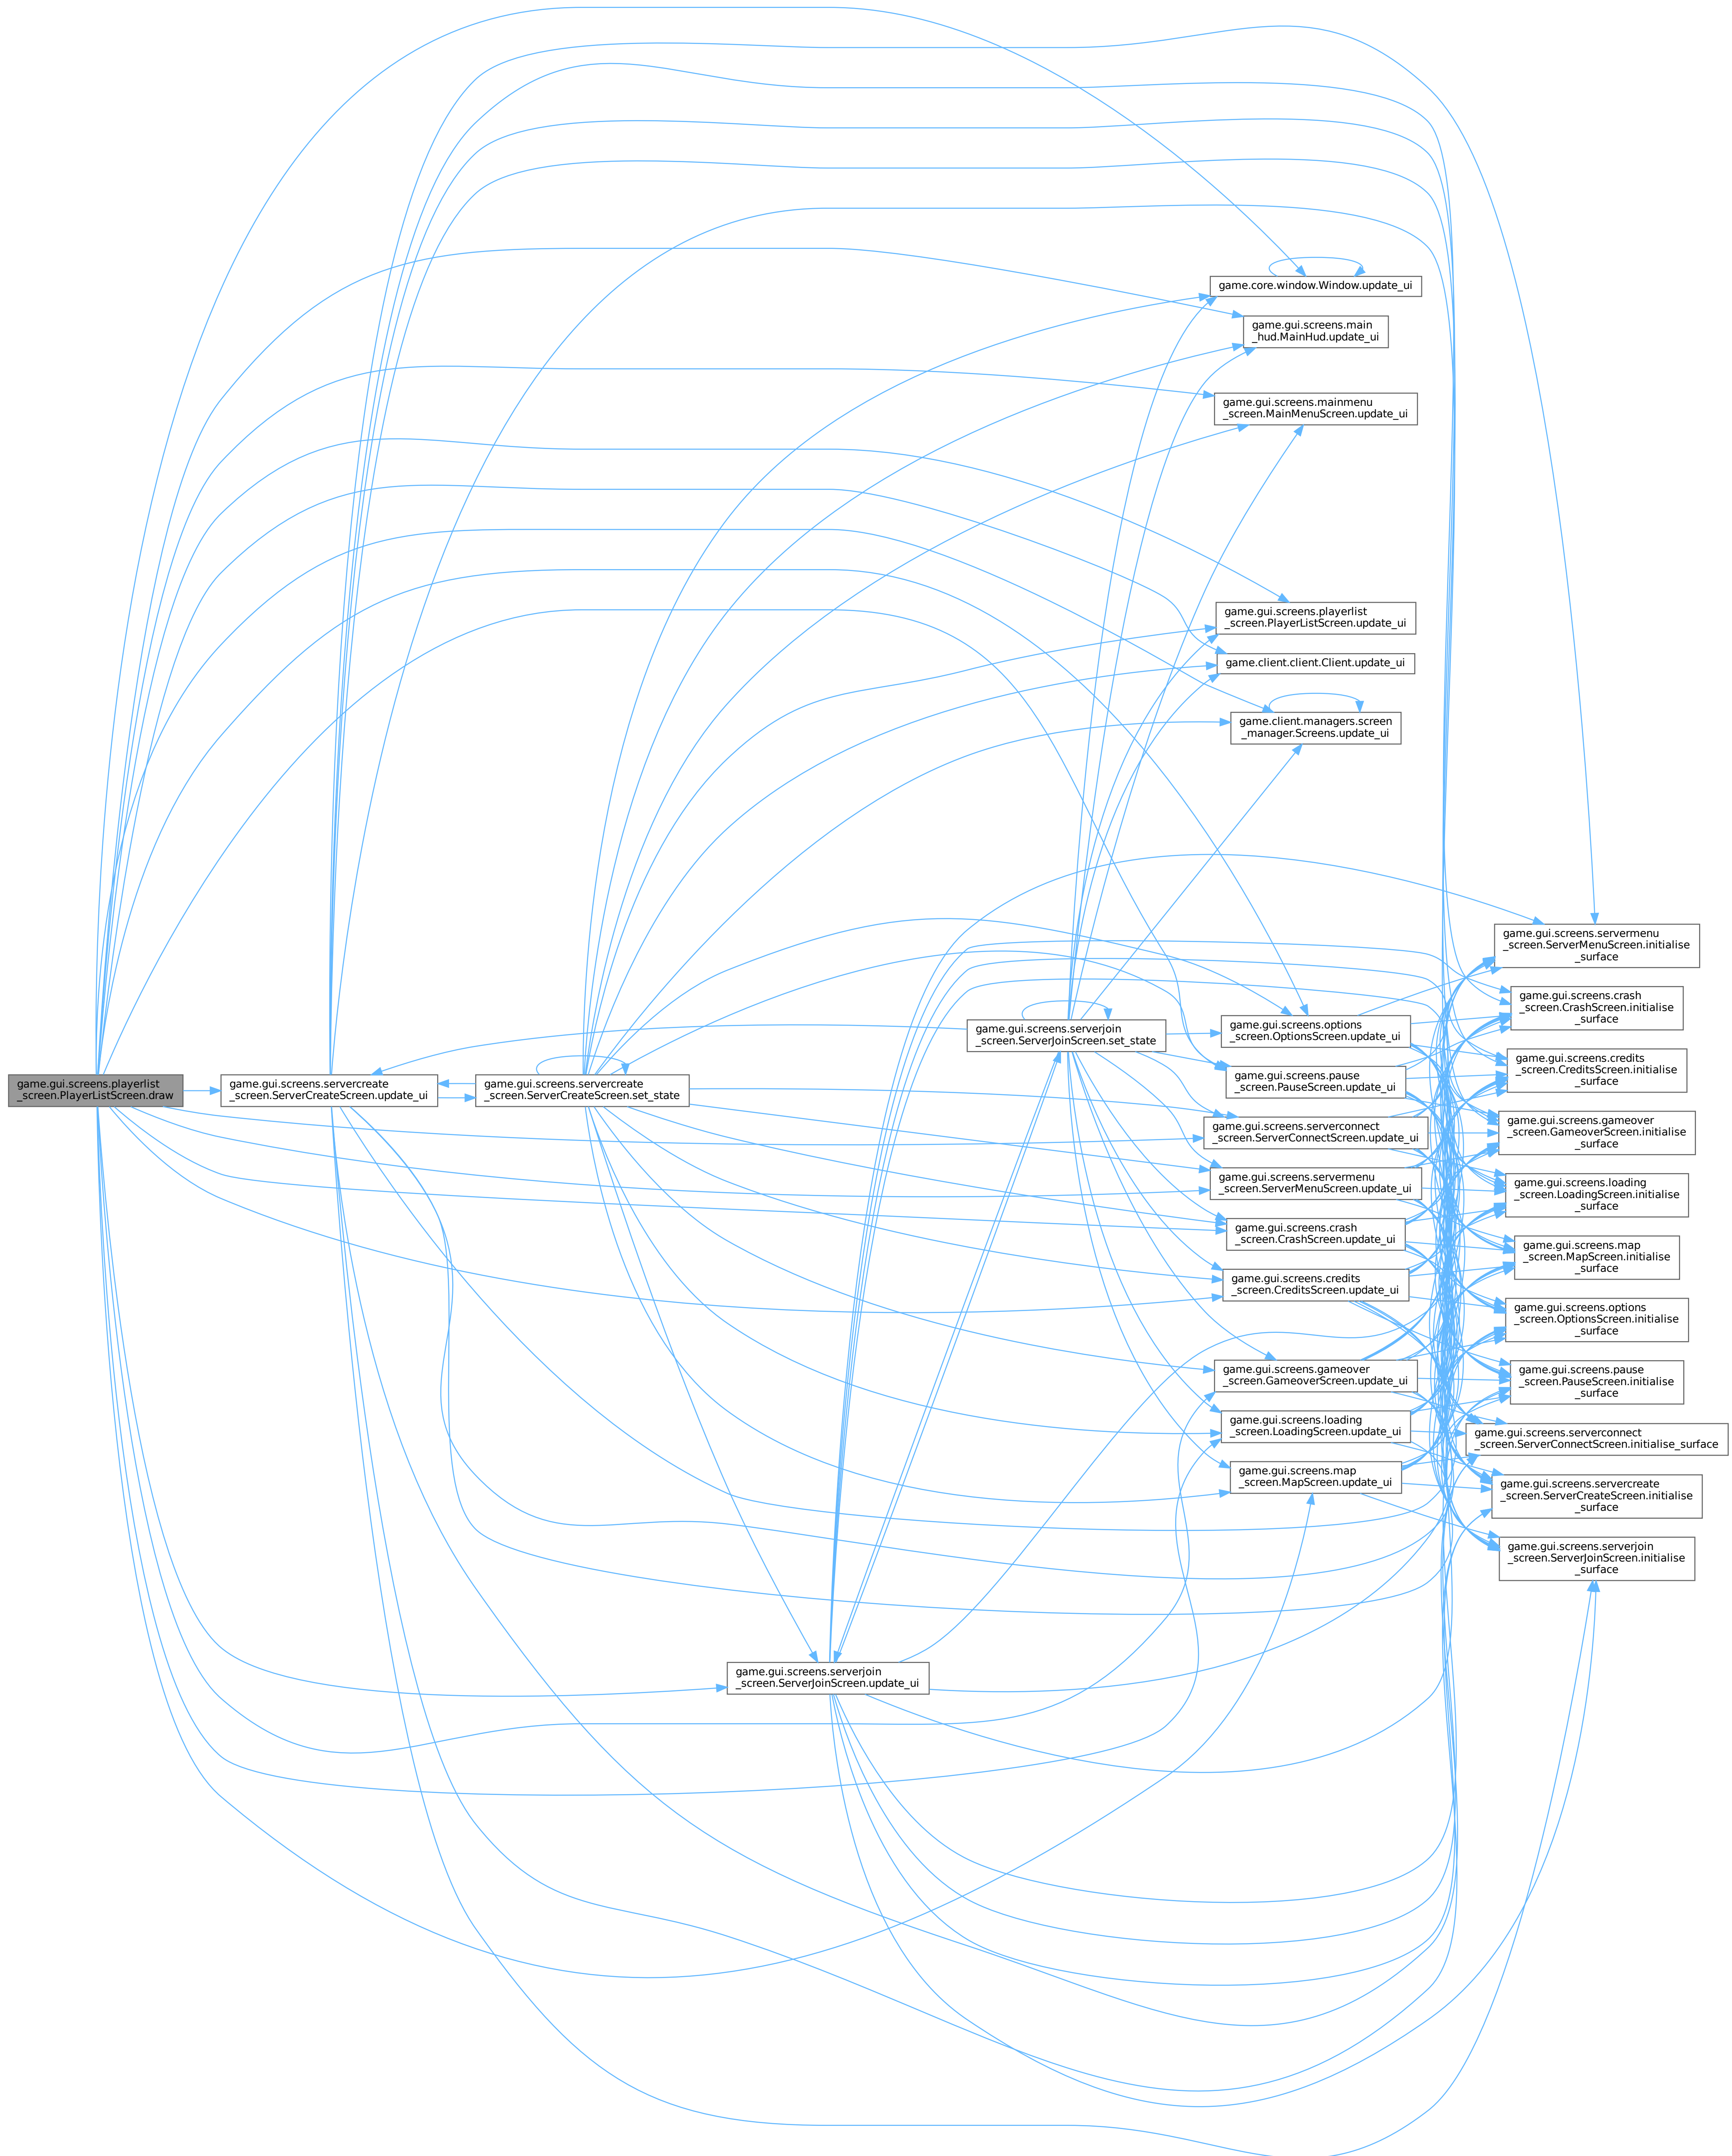 game.gui.screens.playerlist
_screen.PlayerListScreen.draw
game.gui.screens.servercreate
_screen.ServerCreateScreen.update_ui
game.gui.screens.servercreate
_screen.ServerCreateScreen.set_state
game.gui.screens.serverjoin
_screen.ServerJoinScreen.update_ui
game.gui.screens.serverjoin
_screen.ServerJoinScreen.set_state
game.core.window.Window.update_ui
game.gui.screens.main
_hud.MainHud.update_ui
game.gui.screens.mainmenu
_screen.MainMenuScreen.update_ui
game.gui.screens.playerlist
_screen.PlayerListScreen.update_ui
game.client.client.Client.update_ui
game.client.managers.screen
_manager.Screens.update_ui
game.gui.screens.options
_screen.OptionsScreen.update_ui
game.gui.screens.pause
_screen.PauseScreen.update_ui
game.gui.screens.serverconnect
_screen.ServerConnectScreen.update_ui
game.gui.screens.servermenu
_screen.ServerMenuScreen.update_ui
game.gui.screens.crash
_screen.CrashScreen.update_ui
game.gui.screens.credits
_screen.CreditsScreen.update_ui
game.gui.screens.gameover
_screen.GameoverScreen.update_ui
game.gui.screens.loading
_screen.LoadingScreen.update_ui
game.gui.screens.map
_screen.MapScreen.update_ui
game.gui.screens.servermenu
_screen.ServerMenuScreen.initialise
_surface
game.gui.screens.crash
_screen.CrashScreen.initialise
_surface
game.gui.screens.credits
_screen.CreditsScreen.initialise
_surface
game.gui.screens.gameover
_screen.GameoverScreen.initialise
_surface
game.gui.screens.loading
_screen.LoadingScreen.initialise
_surface
game.gui.screens.map
_screen.MapScreen.initialise
_surface
game.gui.screens.options
_screen.OptionsScreen.initialise
_surface
game.gui.screens.pause
_screen.PauseScreen.initialise
_surface
game.gui.screens.serverconnect
_screen.ServerConnectScreen.initialise_surface
game.gui.screens.servercreate
_screen.ServerCreateScreen.initialise
_surface
game.gui.screens.serverjoin
_screen.ServerJoinScreen.initialise
_surface